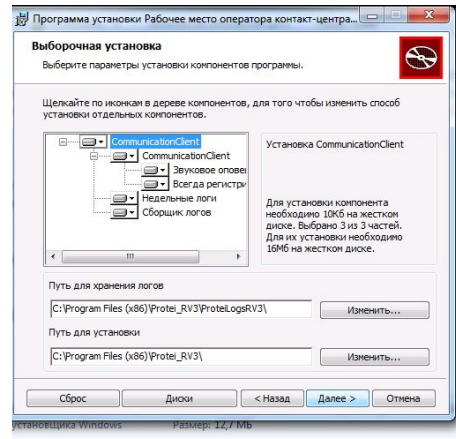 Программа установки Рабочее место оператора контакт-центра...
Выборочная установка
Выберите параметры установки компонентов программы.
Щелкайте по иконкам в дереве компонентов, для того чтобы изменить способ
установки отдельных компонентов.
CommunicationClient
CommunicationClient
Звуковое опове
Всегда регистри
Недельные логи
Сборщик логов
Установка CommunicationClient
Для установки компонента
необходимо 10Кб на жестком
диске. Выбрано 3 из 3 частей.
Для их установки необходимо
16Мб на жестком диске.
Путь для хранения логов
C:\Program Files (x86)\Protei_RV3\ProteiLogsRV3\
Изменить...
Путь для установки
C:\Program Files (x86)\Protei_RV3\
Изменить...
Сброс
Диски
< Назад
Далее >
Отмена
установщика Windows
Размер: 12,7 МБ